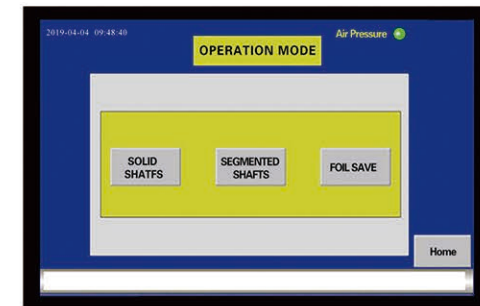 2019-04-04 09:48:40
Air Pressure
OPERATION MODE
SOLID
SHATFS
SEGMENTED
SHAFTS
FOIL SAVE
Home